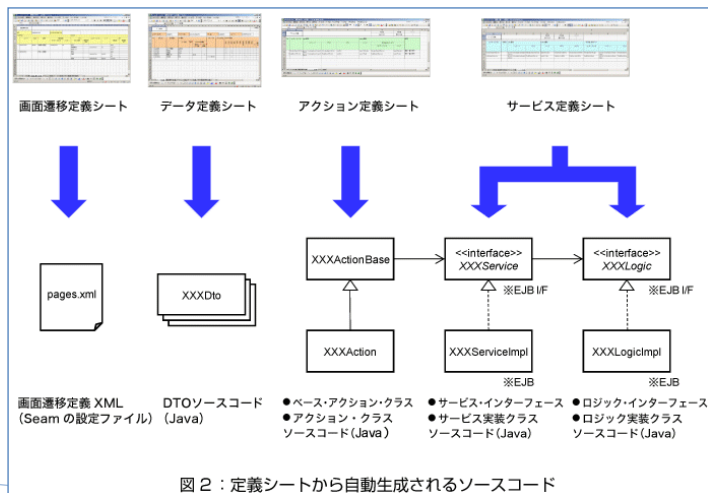 画面遷移定義シート
データ定義シート
アクション定義シート
サービス定義シート
pages.xml
XXXDto
XXXActionBase
XXXAction
<<interface>>
XXXService
※EJB I/F
XXXServiceImpl
※EJB
<<interface>>
XXXLogic
※EJB I/F
XXXLogicImpl
※EJB
画面遷移定義 XML
(Seam の設定ファイル)
DTOソースコード
(Java)
●ベース・アクション・クラス
●アクション・クラス
ソースコード(Java)
●サービス・インターフェース
●サービス実装クラス
ソースコード(Java)
●ロジック・インターフェース
●ロジック実装クラス
ソースコード(Java)
図2:定義シートから自動生成されるソースコード